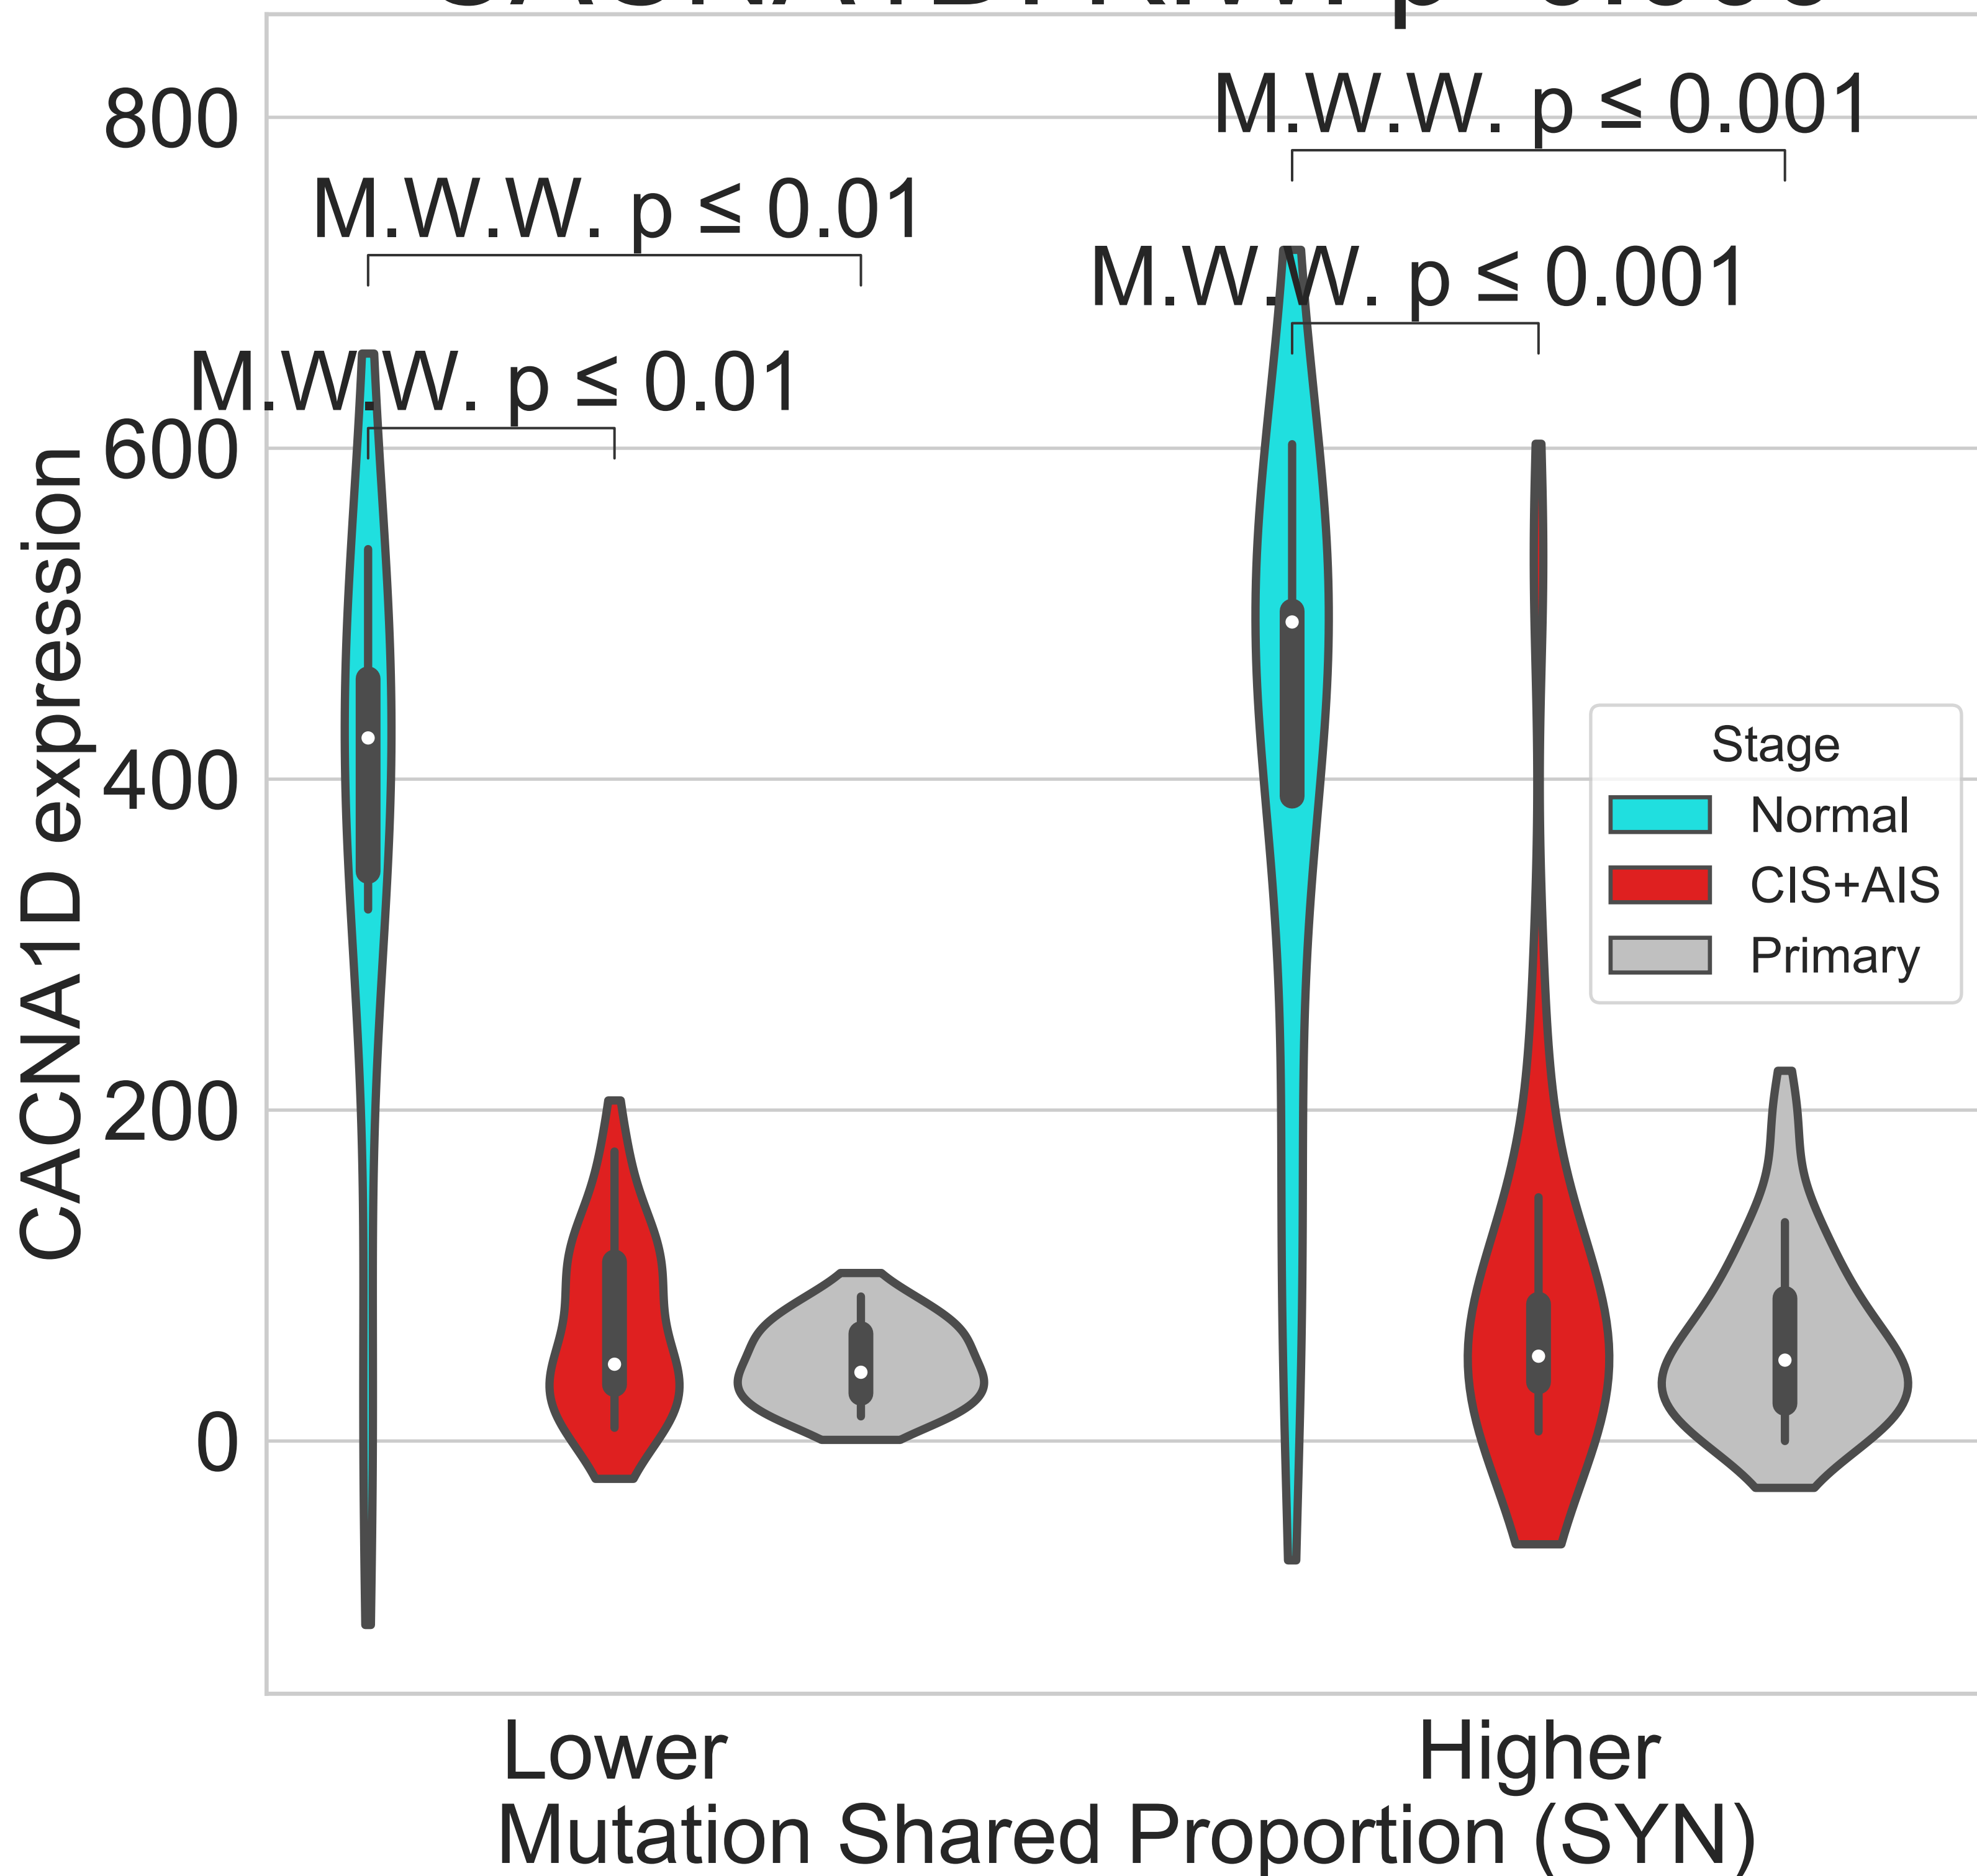 800
600
400
200
0
CACNA1D expression
M.W.W. p ≤ 0.001
M.W.W. p ≤ 0.01
M.W.W. p ≤ 0.001
M.W.W. p ≤ 0.01
Stage
Normal
CIS+AIS
Primary
Lower
Higher
Mutation Shared Proportion (SYN)